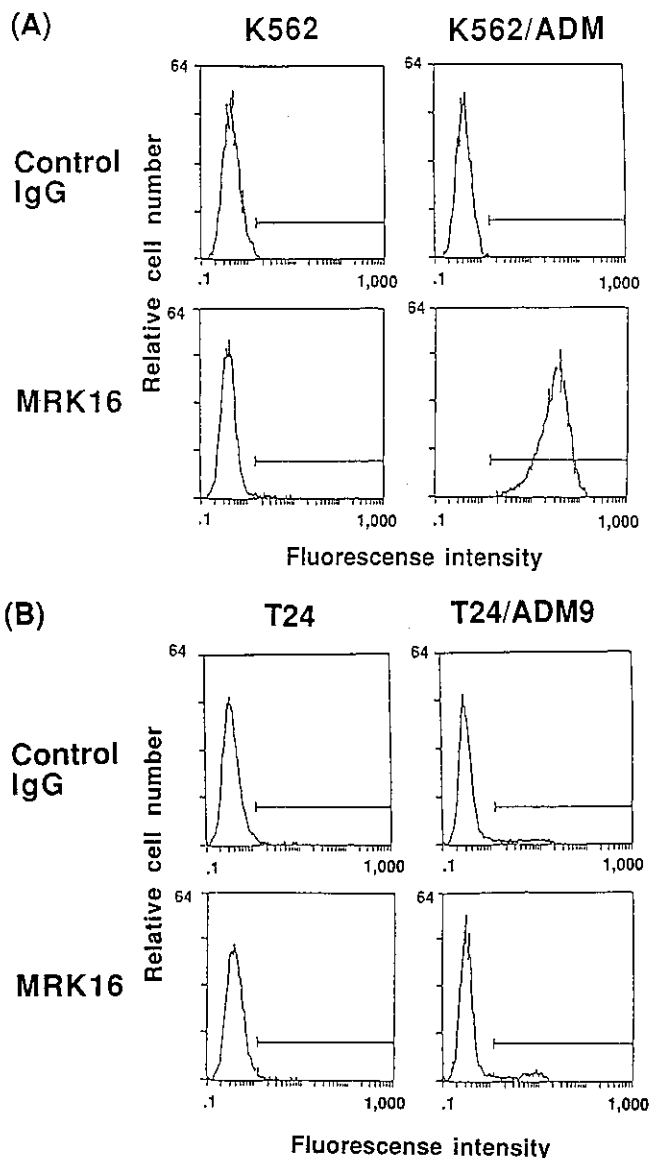 (A)
K562 K562/ADM
Control IgG
64 64
.1 1,000 .1 1,000
Relative cell number
MRK16
64 64
.1 1,000 .1 1,000
Fluorescense intensity
(B)
T24 T24/ADM9
Control IgG
64 64
.1 1,000 .1 1,000
Relative cell number
MRK16
64 64
.1 1,000 .1 1,000
Fluorescense intensity